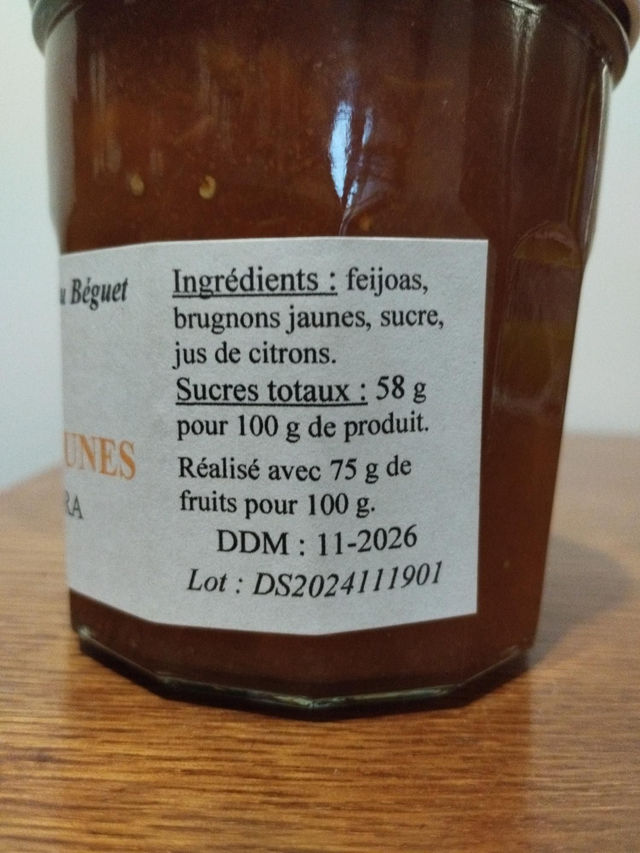 Béguet
UNES
RA
Ingrédients : feijoas,
brugnons jaunes, sucre,
jus de citrons.
Sucres totaux : 58 g
pour 100 g de produit.
Réalisé avec 75 g de
fruits pour 100 g.
DDM : 11-2026
Lot : DS2024111901